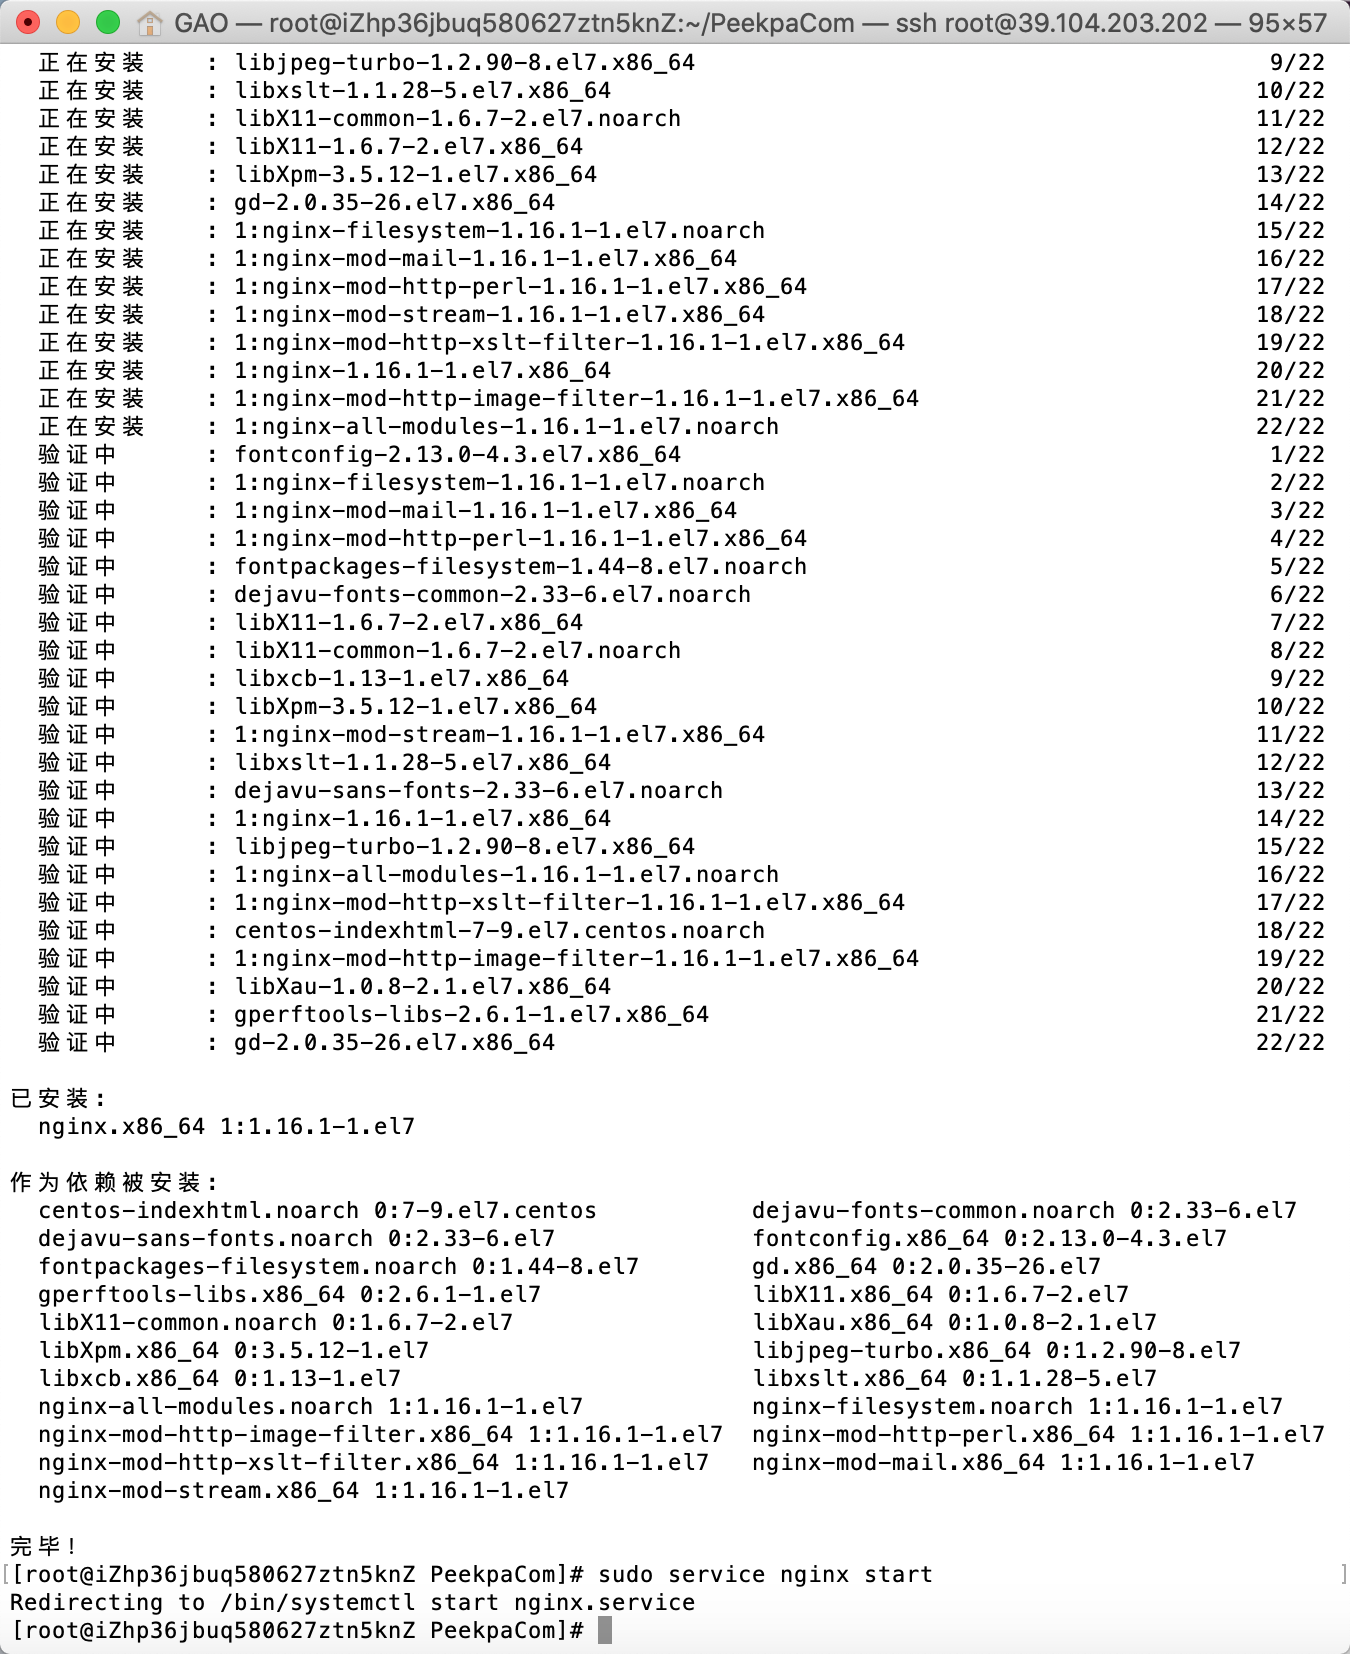 GAO — root@iZhp36jbuq580627ztn5knZ:~/PeekpaCom — ssh root@39.104.203.202 — 95×57
正在安装 : libjpeg-turbo-1.2.90-8.el7.x86_64 9/22
正在安装 : libxslt-1.1.28-5.el7.x86_64 10/22
正在安装 : libX11-common-1.6.7-2.el7.noarch 11/22
正在安装 : libX11-1.6.7-2.el7.x86_64 12/22
正在安装 : libXpm-3.5.12-1.el7.x86_64 13/22
正在安装 : gd-2.0.35-26.el7.x86_64 14/22
正在安装 : 1:nginx-filesystem-1.16.1-1.el7.noarch 15/22
正在安装 : 1:nginx-mod-mail-1.16.1-1.el7.x86_64 16/22
正在安装 : 1:nginx-mod-http-perl-1.16.1-1.el7.x86_64 17/22
正在安装 : 1:nginx-mod-stream-1.16.1-1.el7.x86_64 18/22
正在安装 : 1:nginx-mod-http-xslt-filter-1.16.1-1.el7.x86_64 19/22
正在安装 : 1:nginx-1.16.1-1.el7.x86_64 20/22
正在安装 : 1:nginx-mod-http-image-filter-1.16.1-1.el7.x86_64 21/22
正在安装 : 1:nginx-all-modules-1.16.1-1.el7.noarch 22/22
验证中 : fontconfig-2.13.0-4.3.el7.x86_64 1/22
验证中 : 1:nginx-filesystem-1.16.1-1.el7.noarch 2/22
验证中 : 1:nginx-mod-mail-1.16.1-1.el7.x86_64 3/22
验证中 : 1:nginx-mod-http-perl-1.16.1-1.el7.x86_64 4/22
验证中 : fontpackages-filesystem-1.44-8.el7.noarch 5/22
验证中 : dejavu-fonts-common-2.33-6.el7.noarch 6/22
验证中 : libX11-1.6.7-2.el7.x86_64 7/22
验证中 : libX11-common-1.6.7-2.el7.noarch 8/22
验证中 : libxcb-1.13-1.el7.x86_64 9/22
验证中 : libXpm-3.5.12-1.el7.x86_64 10/22
验证中 : 1:nginx-mod-stream-1.16.1-1.el7.x86_64 11/22
验证中 : libxslt-1.1.28-5.el7.x86_64 12/22
验证中 : dejavu-sans-fonts-2.33-6.el7.noarch 13/22
验证中 : 1:nginx-1.16.1-1.el7.x86_64 14/22
验证中 : libjpeg-turbo-1.2.90-8.el7.x86_64 15/22
验证中 : 1:nginx-all-modules-1.16.1-1.el7.noarch 16/22
验证中 : 1:nginx-mod-http-xslt-filter-1.16.1-1.el7.x86_64 17/22
验证中 : centos-indexhtml-7-9.el7.centos.noarch 18/22
验证中 : 1:nginx-mod-http-image-filter-1.16.1-1.el7.x86_64 19/22
验证中 : libXau-1.0.8-2.1.el7.x86_64 20/22
验证中 : gperftools-libs-2.6.1-1.el7.x86_64 21/22
验证中 : gd-2.0.35-26.el7.x86_64 22/22
已安装:
nginx.x86_64 1:1.16.1-1.el7
作为依赖被安装:
centos-indexhtml.noarch 0:7-9.el7.centos dejavu-fonts-common.noarch 0:2.33-6.el7
dejavu-sans-fonts.noarch 0:2.33-6.el7 fontconfig.x86_64 0:2.13.0-4.3.el7
fontpackages-filesystem.noarch 0:1.44-8.el7 gd.x86_64 0:2.0.35-26.el7
gperftools-libs.x86_64 0:2.6.1-1.el7 libX11.x86_64 0:1.6.7-2.el7
libX11-common.noarch 0:1.6.7-2.el7 libXau.x86_64 0:1.0.8-2.1.el7
libXpm.x86_64 0:3.5.12-1.el7 libjpeg-turbo.x86_64 0:1.2.90-8.el7
libxcb.x86_64 0:1.13-1.el7 libxslt.x86_64 0:1.1.28-5.el7
nginx-all-modules.noarch 1:1.16.1-1.el7 nginx-filesystem.noarch 1:1.16.1-1.el7
nginx-mod-http-image-filter.x86_64 1:1.16.1-1.el7 nginx-mod-http-perl.x86_64 1:1.16.1-1.el7
nginx-mod-http-xslt-filter.x86_64 1:1.16.1-1.el7 nginx-mod-mail.x86_64 1:1.16.1-1.el7
nginx-mod-stream.x86_64 1:1.16.1-1.el7
完毕!
[[root@iZhp36jbuq580627ztn5knZ PeekpaCom]# sudo service nginx start ]
Redirecting to /bin/systemctl start nginx.service
[root@iZhp36jbuq580627ztn5knZ PeekpaCom]#